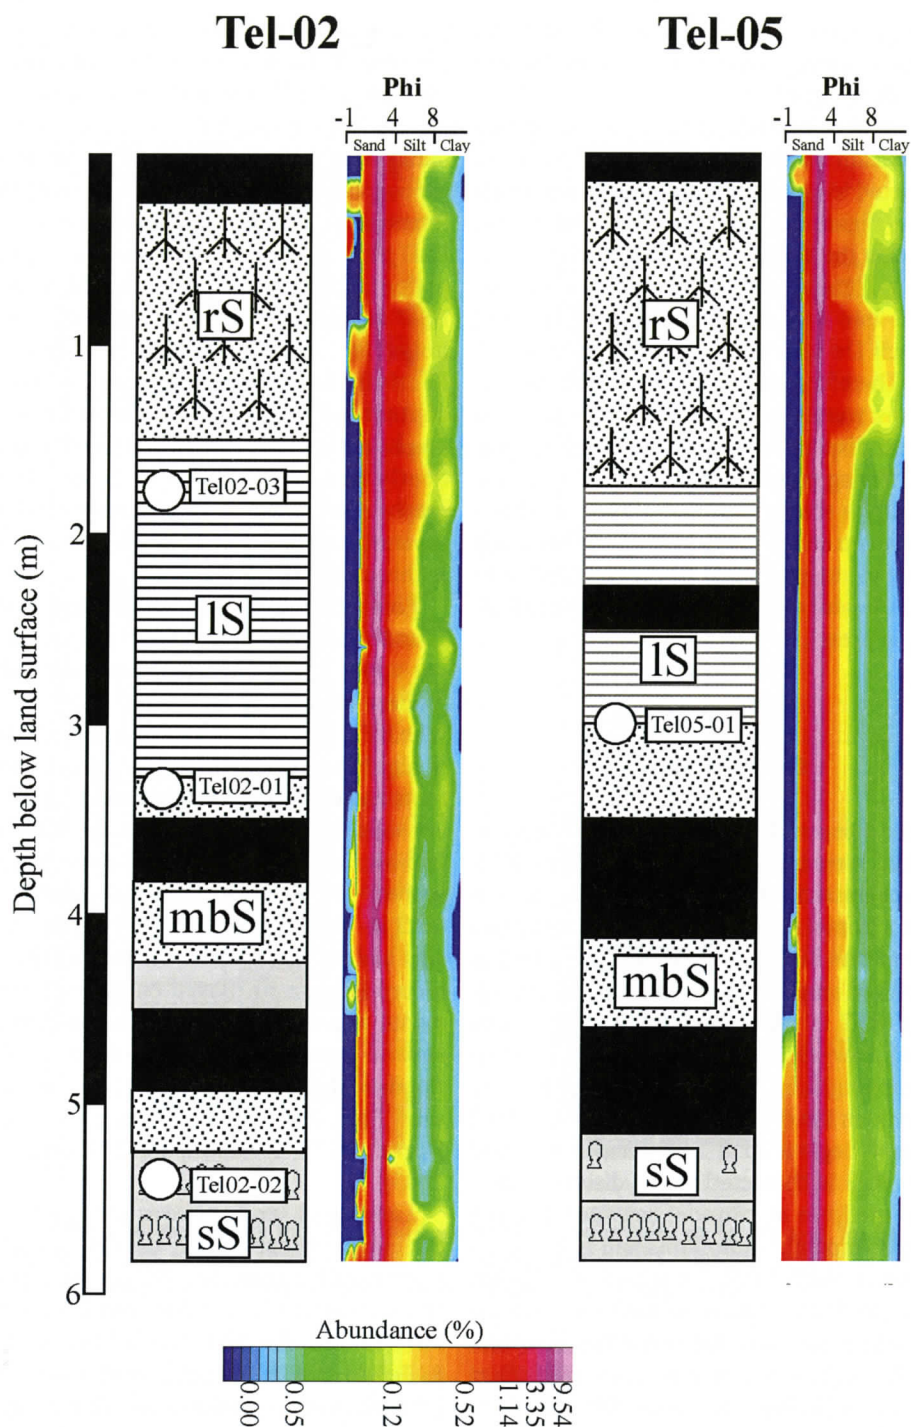 Tel-02
Tel-05
Phi
-1 4 8
Sand Silt Clay
Phi
-1 4 8
Sand Silt Clay
rS
rS
1
Tel02-03
2
lS
lS
Depth below land surface (m)
3
Tel05-01
Tel02-01
4
mbS
mbS
5
Tel02-02
sS
sS
6
Abundance (%)
0.00 0.05 0.12 0.52 1.14 3.35 9.54